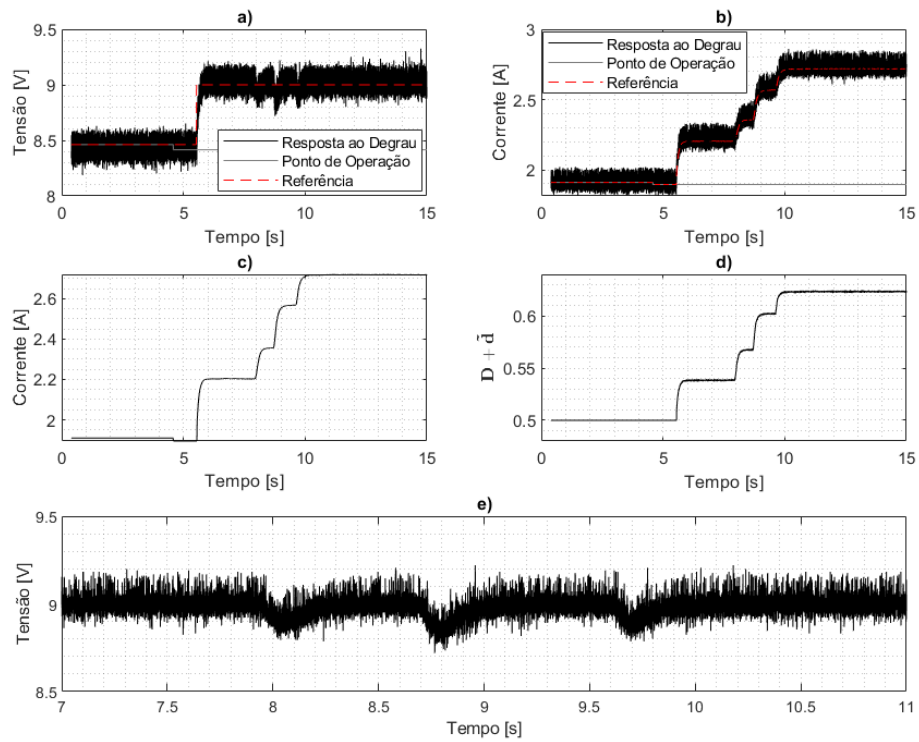 a)
9.5
9
8.5
8
Tensão [V]
Resposta ao Degrau
Ponto de Operação
Referência
0 5 10 15
Tempo [s]
b)
3
2.5
2
Corrente [A]
Resposta ao Degrau
Ponto de Operação
Referência
0 5 10 15
Tempo [s]
c)
2.6
2.4
2.2
2
Corrente [A]
0 5 10 15
Tempo [s]
d)
0.6
0.55
0.5
D + d̃
0 5 10 15
Tempo [s]
e)
9.5
9
8.5
Tensão [V]
7 7.5 8 8.5 9 9.5 10 10.5 11
Tempo [s]